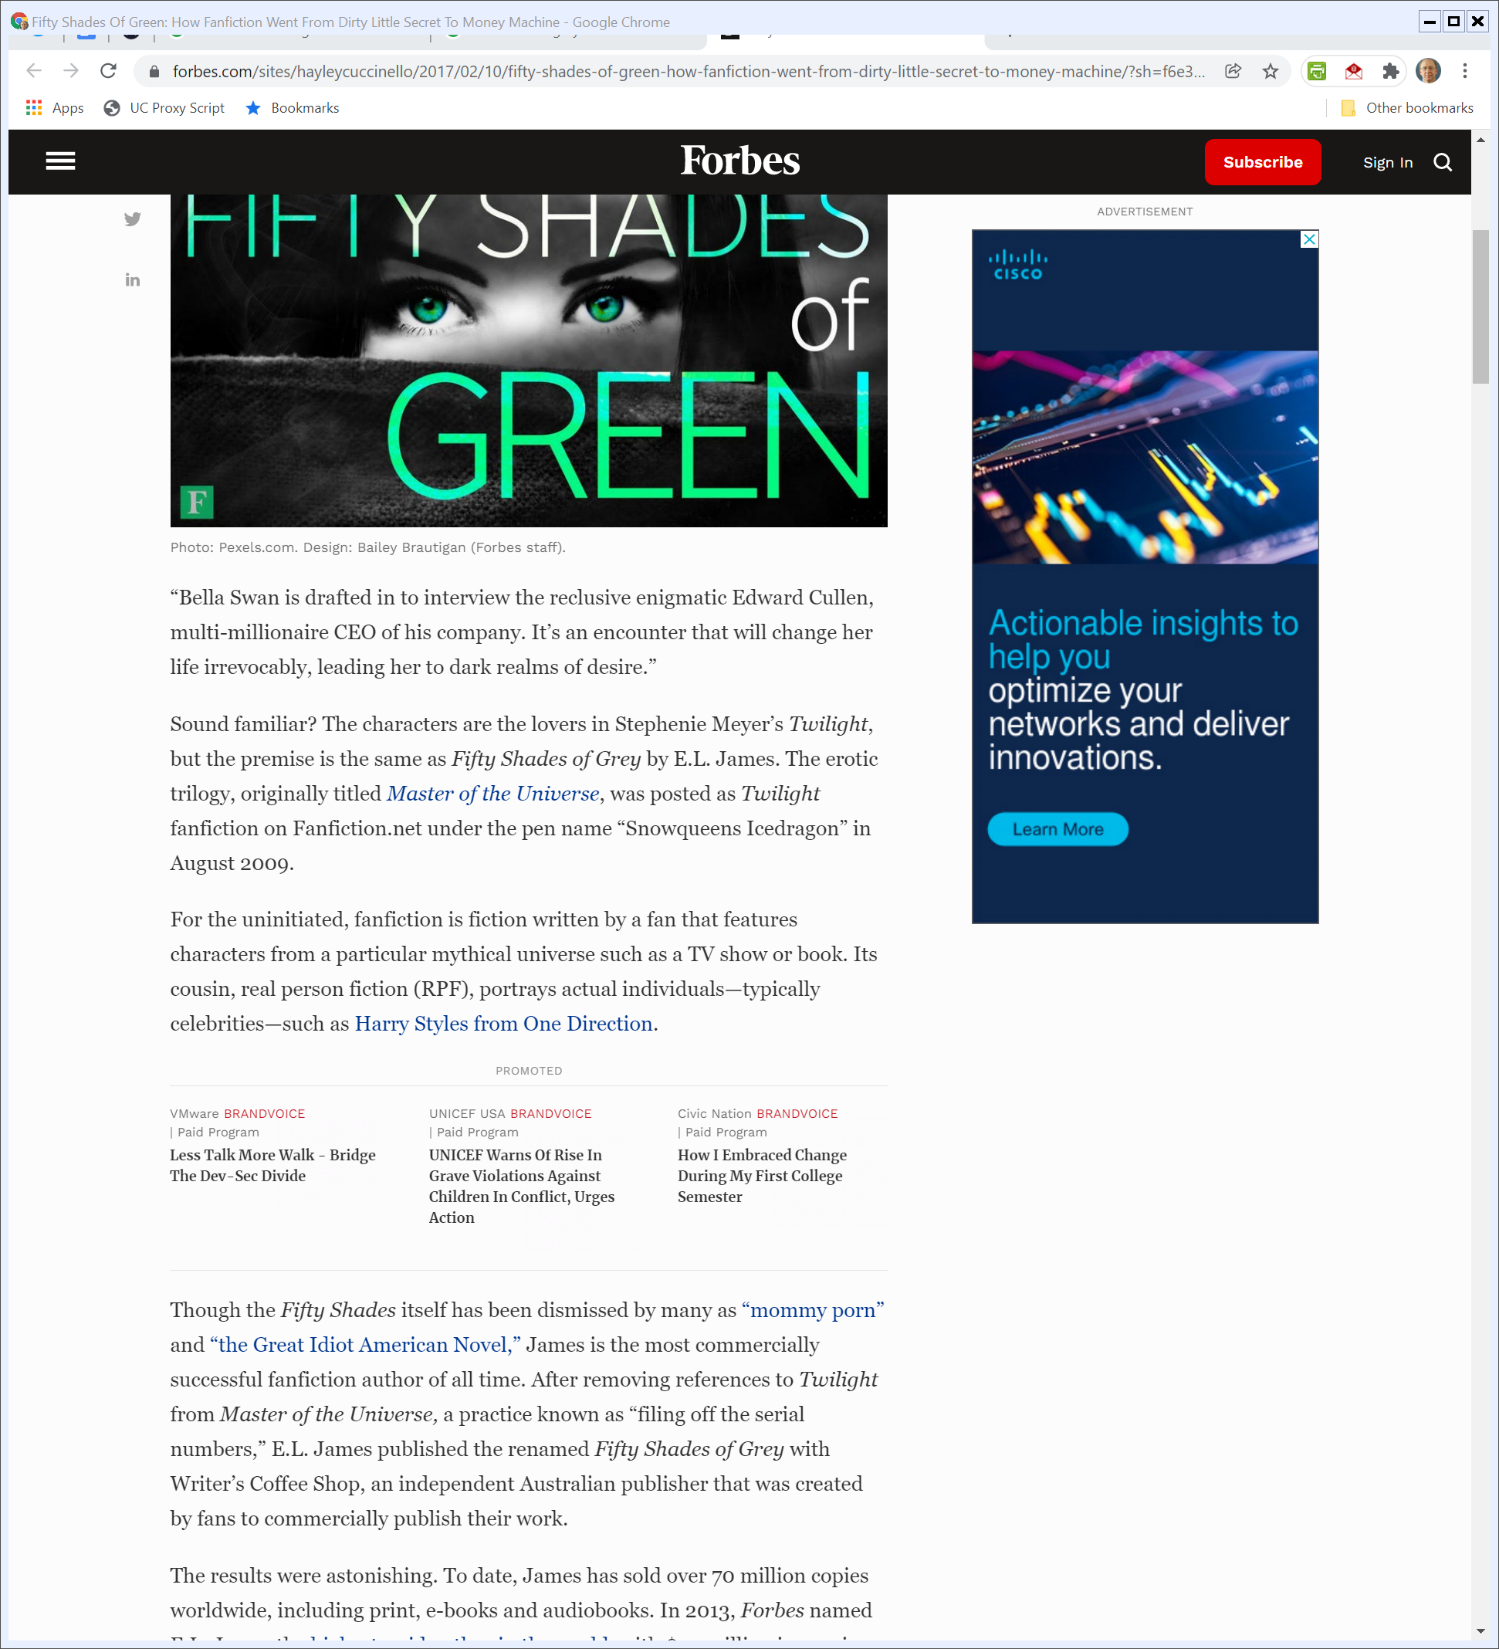 Fifty Shades Of Green: How Fanfiction Went From Dirty Little Secret To Money Machine - Google Chrome
forbes.com/sites/hayleycuccinello/2017/02/10/fifty-shades-of-green-how-fanfiction-went-from-dirty-little-secret-to-money-machine/?sh=f6e3...
Apps UC Proxy Script Bookmarks Other bookmarks
Forbes Subscribe Sign In
FIFTY SHADES
of
GREEN
F
Photo: Pexels.com. Design: Bailey Brautigan (Forbes staff).
“Bella Swan is drafted in to interview the reclusive enigmatic Edward Cullen,
multi-millionaire CEO of his company. It’s an encounter that will change her
life irrevocably, leading her to dark realms of desire.”
Sound familiar? The characters are the lovers in Stephenie Meyer’s Twilight,
but the premise is the same as Fifty Shades of Grey by E.L. James. The erotic
trilogy, originally titled Master of the Universe, was posted as Twilight
fanfiction on Fanfiction.net under the pen name “Snowqueens Icedragon” in
August 2009.
For the uninitiated, fanfiction is fiction written by a fan that features
characters from a particular mythical universe such as a TV show or book. Its
cousin, real person fiction (RPF), portrays actual individuals—typically
celebrities—such as Harry Styles from One Direction.
PROMOTED
VMware BRANDVOICE
| Paid Program
Less Talk More Walk - Bridge
The Dev-Sec Divide
UNICEF USA BRANDVOICE
| Paid Program
UNICEF Warns Of Rise In
Grave Violations Against
Children In Conflict, Urges
Action
Civic Nation BRANDVOICE
| Paid Program
How I Embraced Change
During My First College
Semester
Though the Fifty Shades itself has been dismissed by many as “mommy porn”
and “the Great Idiot American Novel,” James is the most commercially
successful fanfiction author of all time. After removing references to Twilight
from Master of the Universe, a practice known as “filing off the serial
numbers,” E.L. James published the renamed Fifty Shades of Grey with
Writer’s Coffee Shop, an independent Australian publisher that was created
by fans to commercially publish their work.
The results were astonishing. To date, James has sold over 70 million copies
worldwide, including print, e-books and audiobooks. In 2013, Forbes named
ADVERTISEMENT
CISCO
Actionable insights to
help you
optimize your
networks and deliver
innovations.
Learn More